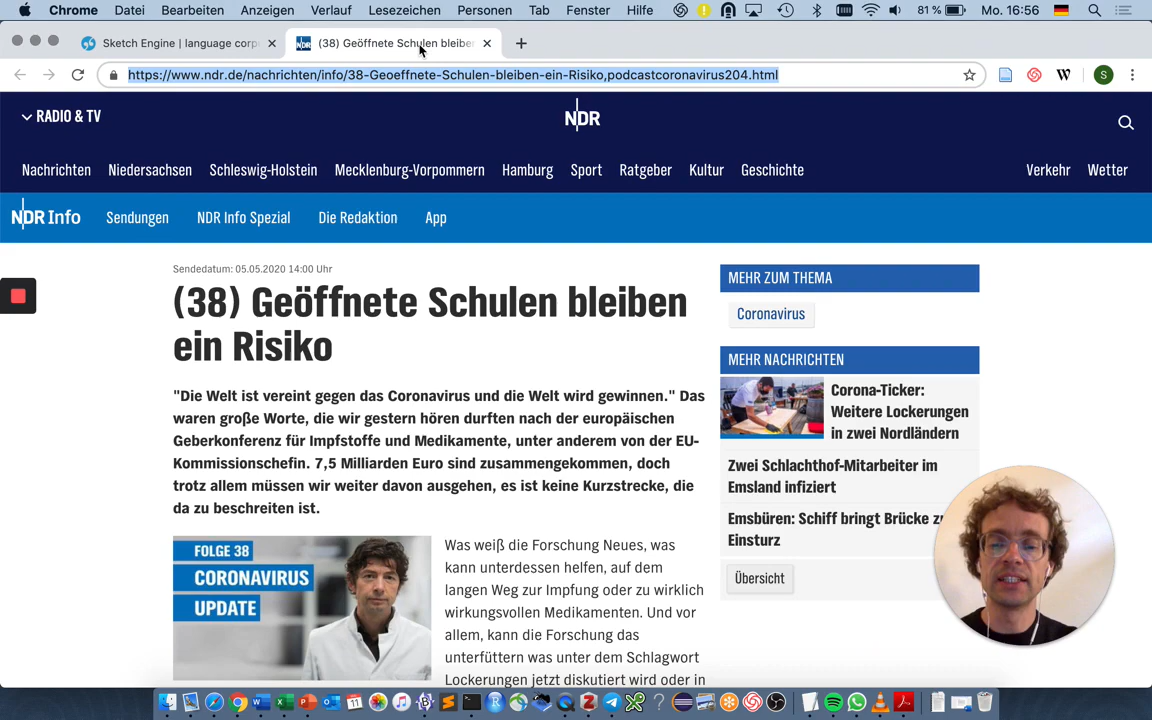 Chrome Datei Bearbeiten Anzeigen Verlauf Lesezeichen Personen Tab Fenster Hilfe 81 % Mo. 16:56
Sketch Engine | language corp
(38) Geöffnete Schulen bleiben
https://www.ndr.de/nachrichten/info/38-Geoeffnete-Schulen-bleiben-ein-Risiko,podcastcoronavirus204.html
W
S
RADIO & TV
NDR
Nachrichten Niedersachsen Schleswig-Holstein Mecklenburg-Vorpommern Hamburg Sport Ratgeber Kultur Geschichte Verkehr Wetter
NDR Info Sendungen NDR Info Spezial Die Redaktion App
Sendedatum: 05.05.2020 14:00 Uhr
(38) Geöffnete Schulen bleiben
ein Risiko
"Die Welt ist vereint gegen das Coronavirus und die Welt wird gewinnen." Das
waren große Worte, die wir gestern hören durften nach der europäischen
Geberkonferenz für Impfstoffe und Medikamente, unter anderem von der EU-
Kommissionschefin. 7,5 Milliarden Euro sind zusammengekommen, doch
trotz allem müssen wir weiter davon ausgehen, es ist keine Kurzstrecke, die
da zu beschreiten ist.
FOLGE 38
CORONAVIRUS
UPDATE
Was weiß die Forschung Neues, was
kann unterdessen helfen, auf dem
langen Weg zur Impfung oder zu wirklich
wirkungsvollen Medikamenten. Und vor
allem, kann die Forschung das
unterfüttern was unter dem Schlagwort
Lockerungen jetzt diskutiert wird oder in
MEHR ZUM THEMA
Coronavirus
MEHR NACHRICHTEN
Corona-Ticker:
Weitere Lockerungen
in zwei Nordländern
Zwei Schlachthof-Mitarbeiter im
Emsland infiziert
Emsbüren: Schiff bringt Brücke
Einsturz
Übersicht